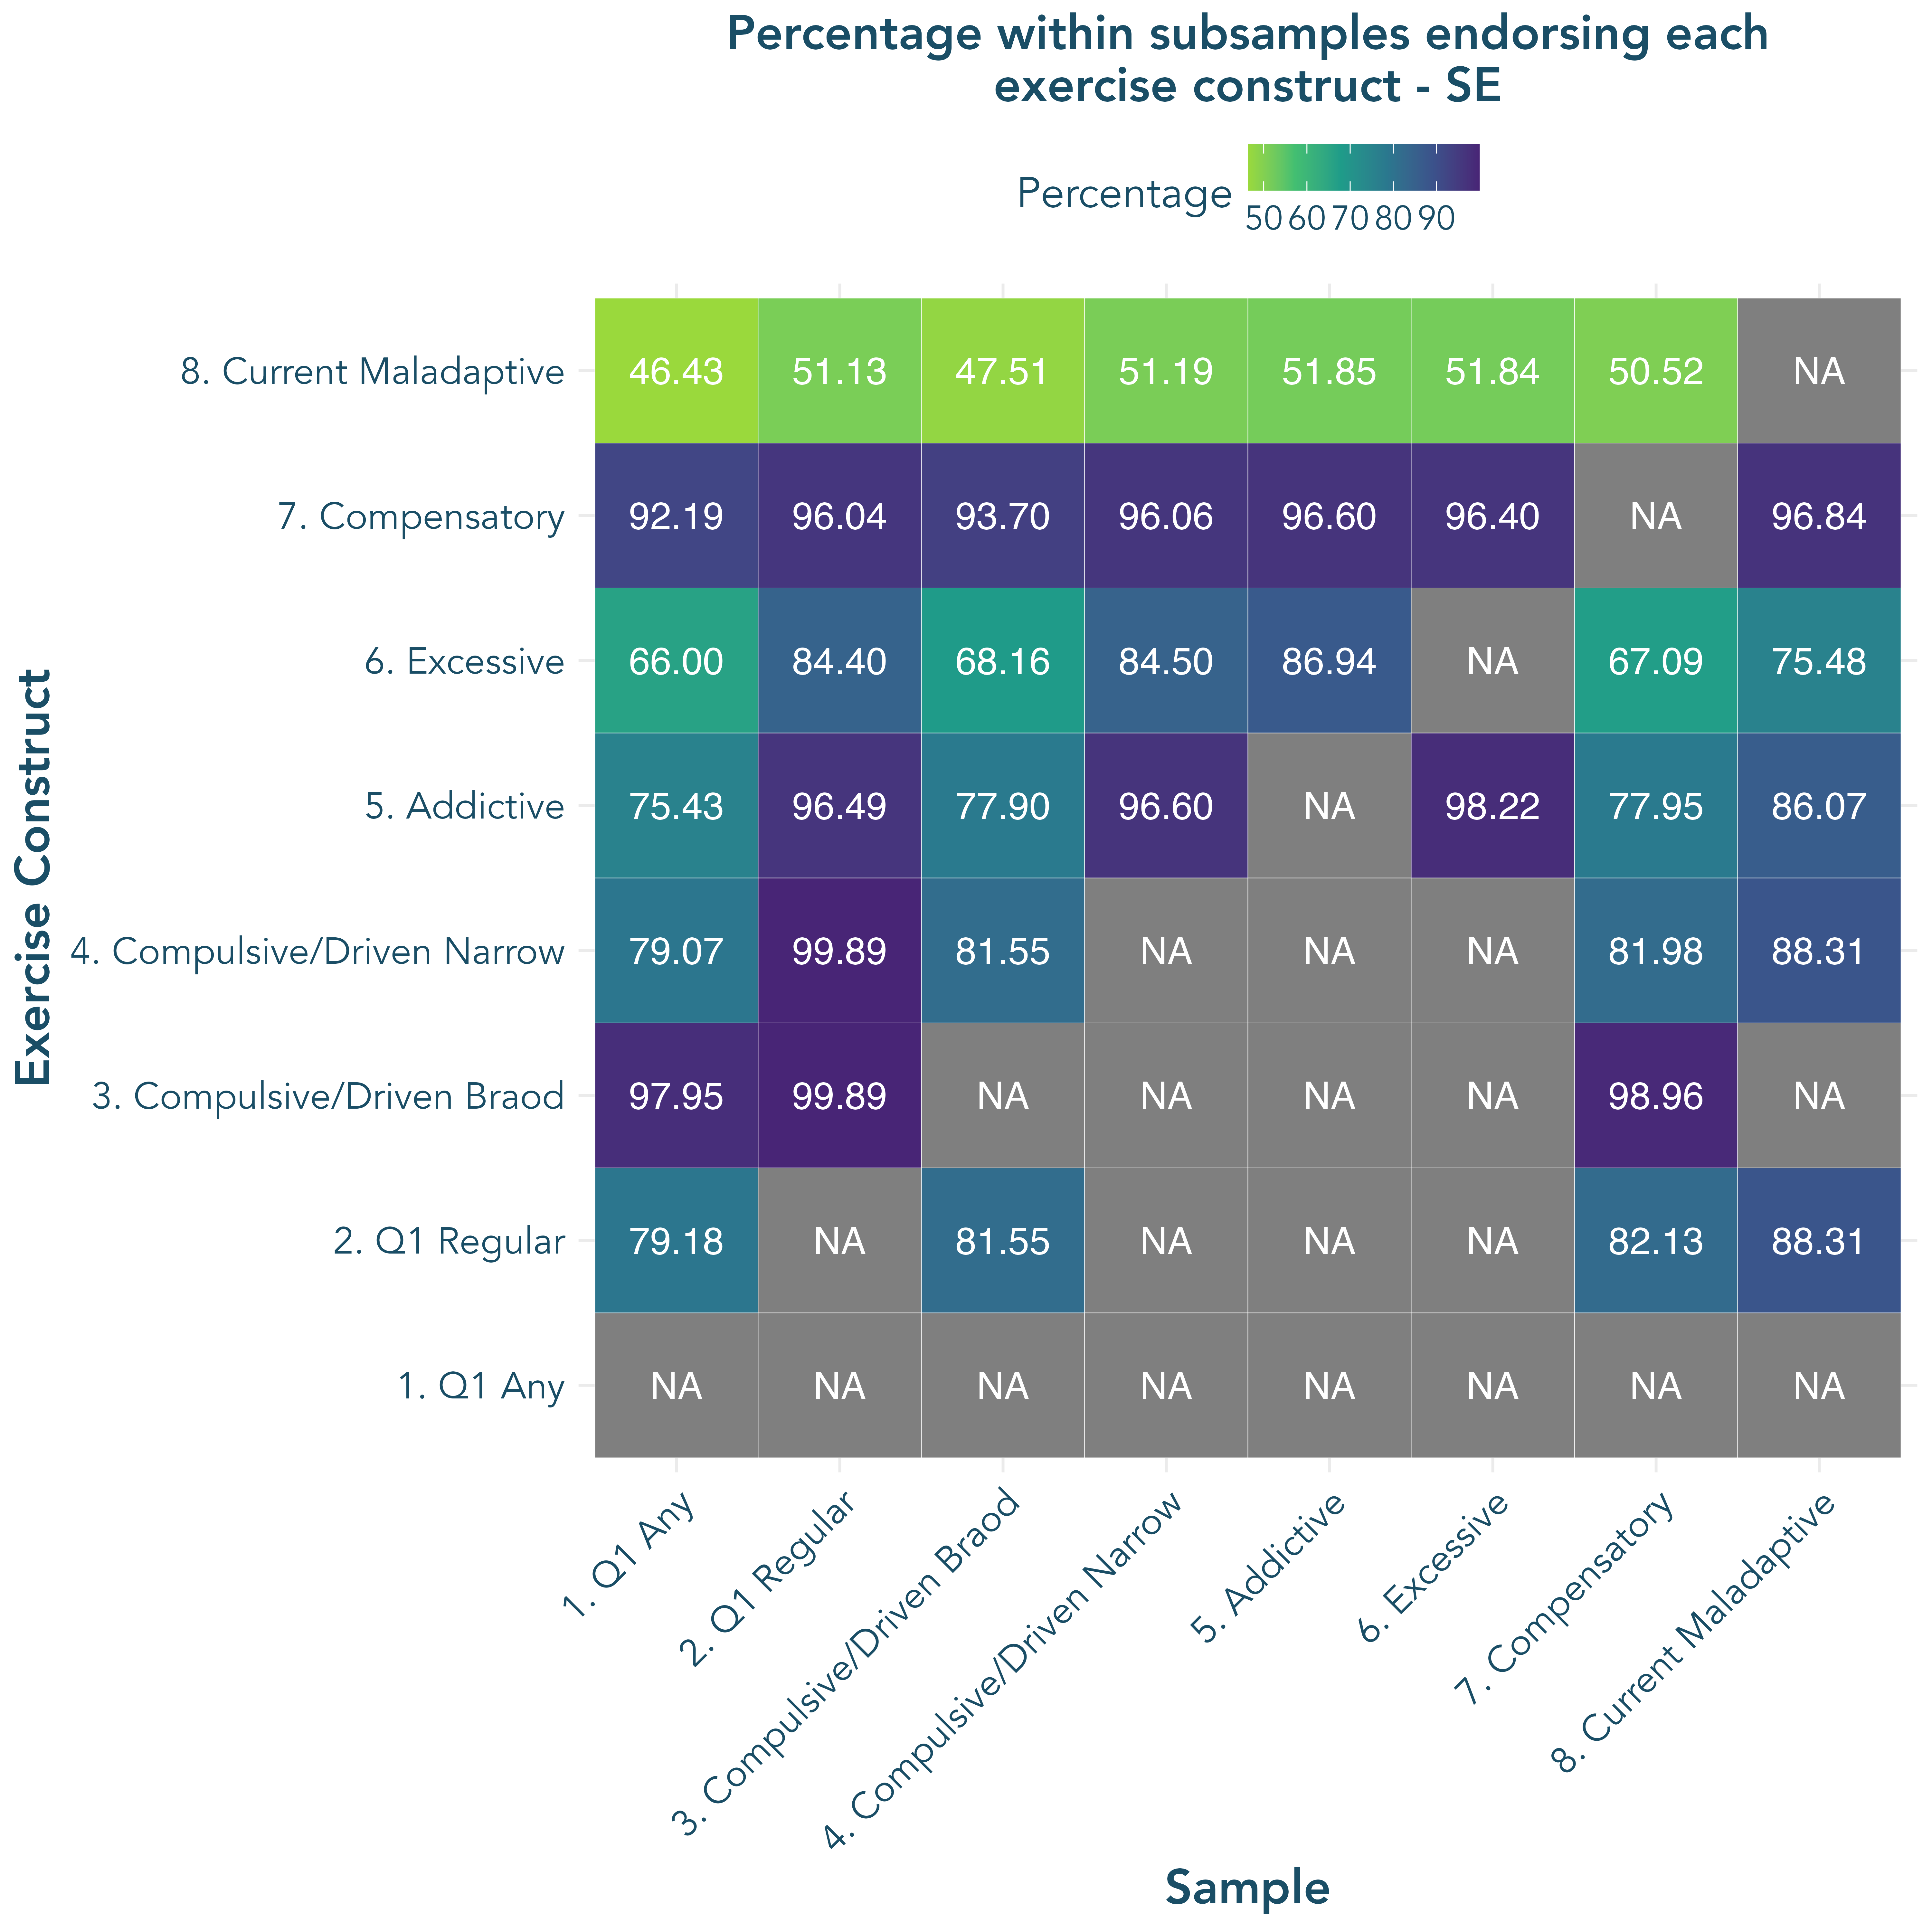 Percentage within subsamples endorsing each
exercise construct - SE
Percentage
50 60 70 80 90
Exercise Construct
8. Current Maladaptive 46.43 51.13 47.51 51.19 51.85 51.84 50.52 NA
7. Compensatory 92.19 96.04 93.70 96.06 96.60 96.40 NA 96.84
6. Excessive 66.00 84.40 68.16 84.50 86.94 NA 67.09 75.48
5. Addictive 75.43 96.49 77.90 96.60 NA 98.22 77.95 86.07
4. Compulsive/Driven Narrow 79.07 99.89 81.55 NA NA NA 81.98 88.31
3. Compulsive/Driven Braod 97.95 99.89 NA NA NA NA 98.96 NA
2. Q1 Regular 79.18 NA 81.55 NA NA NA 82.13 88.31
1. Q1 Any NA NA NA NA NA NA NA NA
1. Q1 Any
2. Q1 Regular
3. Compulsive/Driven Braod
4. Compulsive/Driven Narrow
5. Addictive
6. Excessive
7. Compensatory
8. Current Maladaptive
Sample